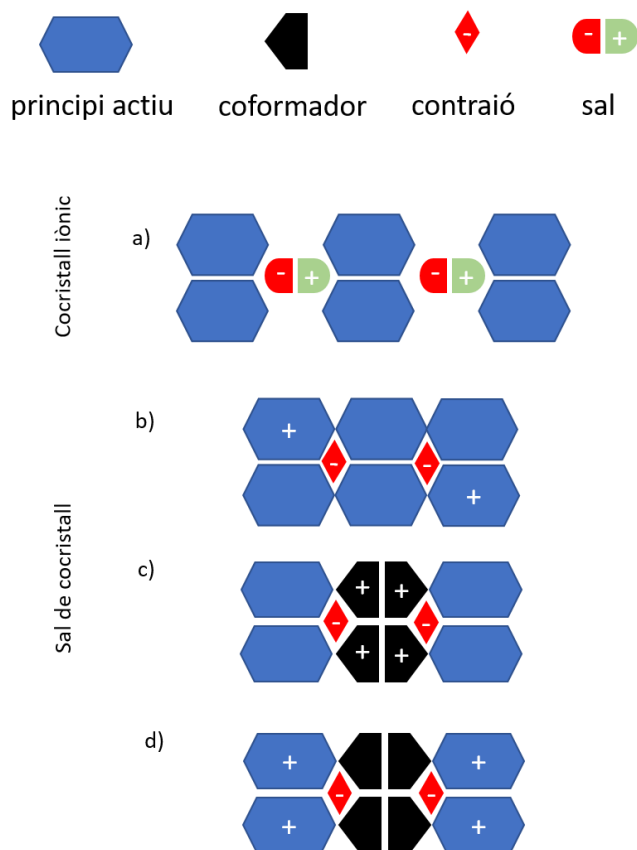 - +
principi actiu coformador contraió sal
Cocristall iònic
a)
- + - +
Sal de cocristall
b)
+
- -
+
c)
+ +
- -
+ +
d)
+ +
- -
+ +